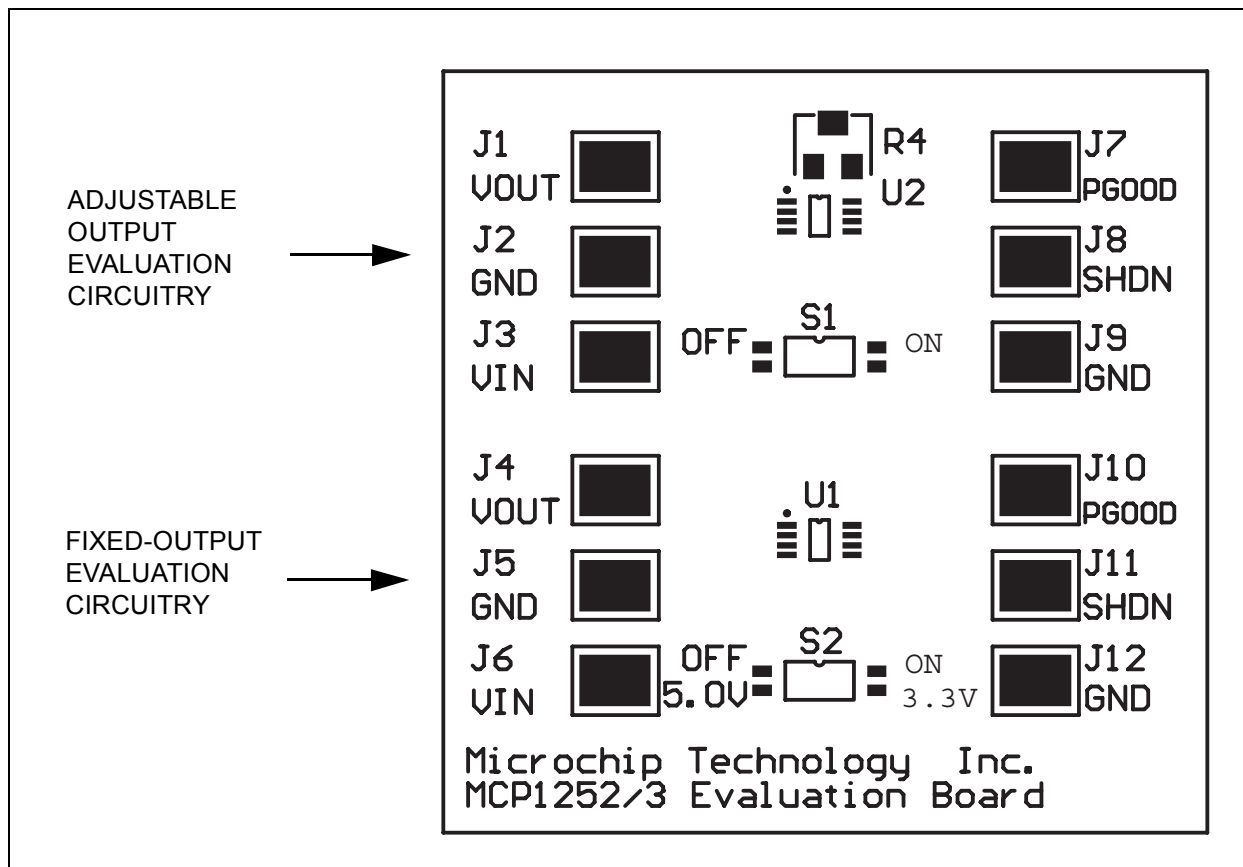 ADJUSTABLE
OUTPUT
EVALUATION
CIRCUITRY
J1
VOUT
J2
GND
J3
VIN
R4
U2
S1
OFF
ON
J7
PGOOD
J8
SHDN
J9
GND
FIXED-OUTPUT
EVALUATION
CIRCUITRY
J4
VOUT
J5
GND
J6
VIN
U1
S2
OFF
5.0V
ON
3.3V
J10
PGOOD
J11
SHDN
J12
GND
Microchip Technology Inc.
MCP1252/3 Evaluation Board